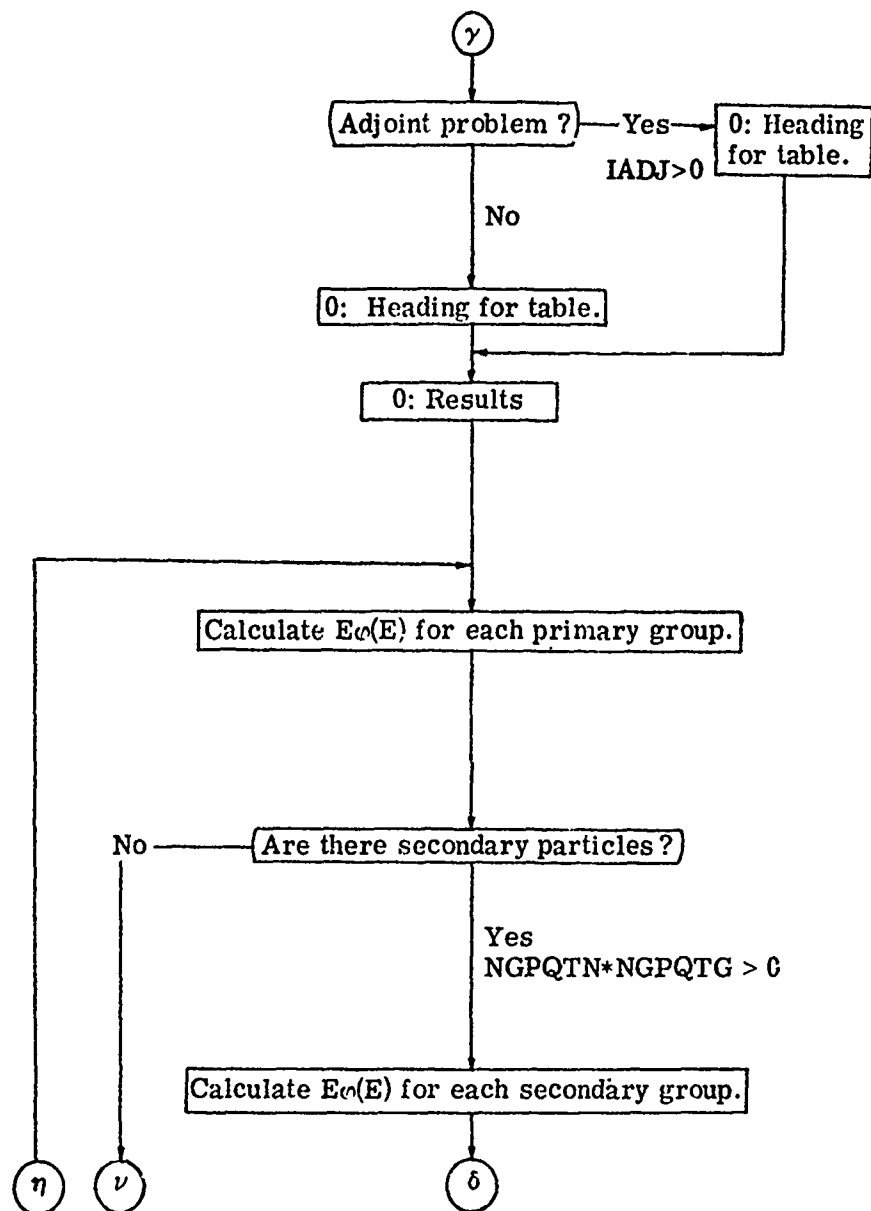 γ
Adjoint problem ?
Yes
0: Heading
for table.
IADJ>0
No
0: Heading for table.
0: Results
Calculate Eφ(E) for each primary group.
No
Are there secondary particles ?
Yes
NGPQTN*NGPQTG > 0
Calculate Eφ(E) for each secondary group.
η
ν
δ